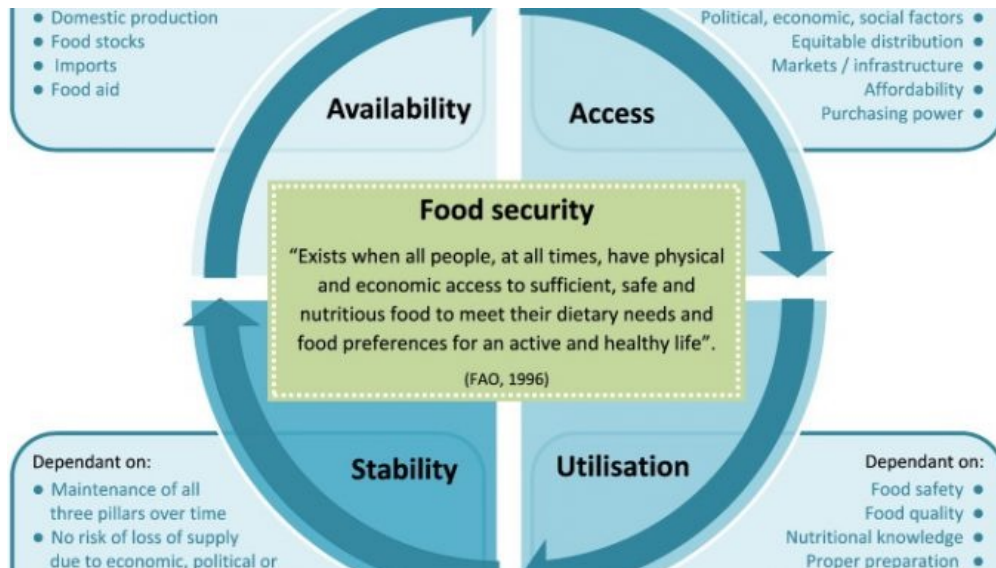 ● Domestic production
● Food stocks
● Imports
● Food aid
Political, economic, social factors ●
Equitable distribution ●
Markets / infrastructure ●
Affordability ●
Purchasing power ●
Availability
Access
Food security
“Exists when all people, at all times, have physical
and economic access to sufficient, safe and
nutritious food to meet their dietary needs and
food preferences for an active and healthy life”.
(FAO, 1996)
Stability
Utilisation
Dependant on:
● Maintenance of all
three pillars over time
● No risk of loss of supply
due to economic, political or
Dependant on:
Food safety ●
Food quality ●
Nutritional knowledge ●
Proper preparation ●